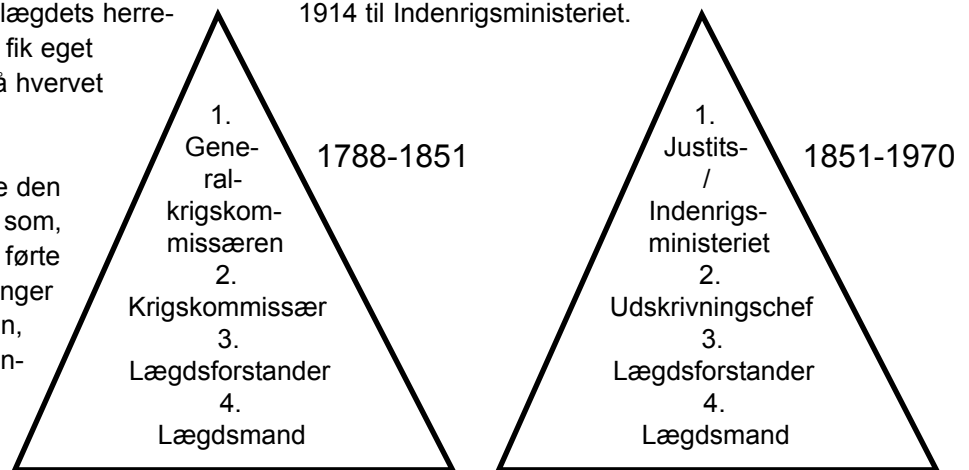 lægdets herre-
fik eget
å hvervet
e den
som,
førte
nger
n,
n-
1914 til Indenrigsministeriet.
1.
Gene-
ral-
krigskom-
missæren
2.
Krigskommissær
3.
Lægdsforstander
4.
Lægdsmand
1788-1851
1.
Justits-
/
Indenrigs-
ministeriet
2.
Udskrivningschef
3.
Lægdsforstander
4.
Lægdsmand
1851-1970